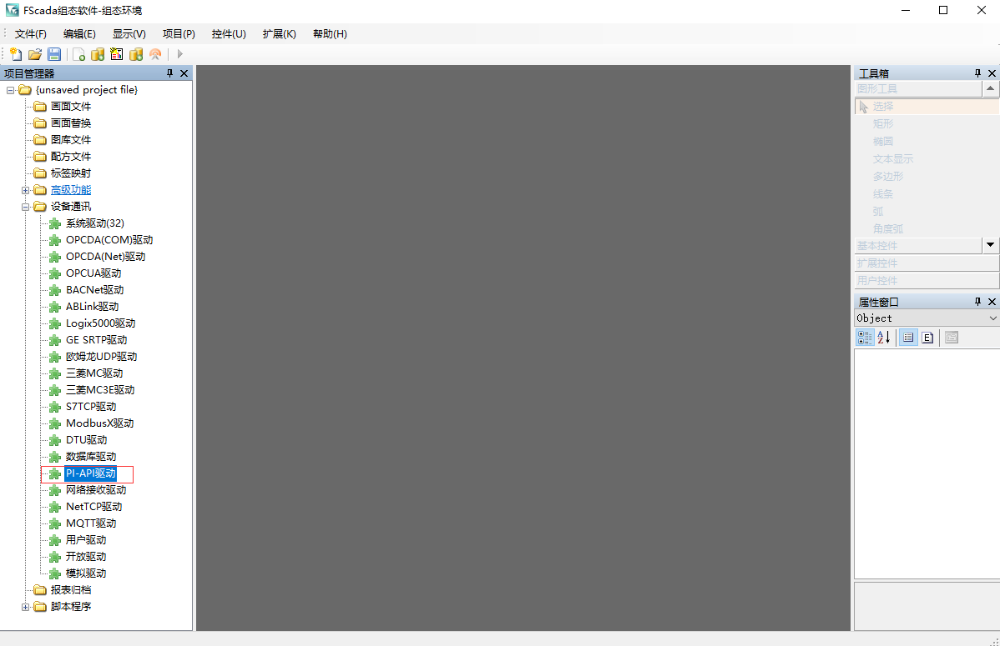 FScada组态软件-组态环境
文件(F) 编辑(E) 显示(V) 项目(P) 控件(U) 扩展(K) 帮助(H)
项目管理器
{unsaved project file}
画面文件
画面替换
图库文件
配方文件
标签映射
高级功能
设备通讯
系统驱动(32)
OPCDA(COM)驱动
OPCDA(Net)驱动
OPCUA驱动
BACNet驱动
ABLink驱动
Logix5000驱动
GE SRTP驱动
欧姆龙UDP驱动
三菱MC驱动
三菱MC3E驱动
S7TCP驱动
ModbusX驱动
DTU驱动
数据库驱动
PI-API驱动
网络接收驱动
NetTCP驱动
MQTT驱动
用户驱动
开放驱动
模拟驱动
报表归档
脚本程序
工具箱
图形工具
选择
矩形
椭圆
文本显示
多边形
线条
弧
角度弧
基本控件
扩展控件
用户控件
属性窗口
Object